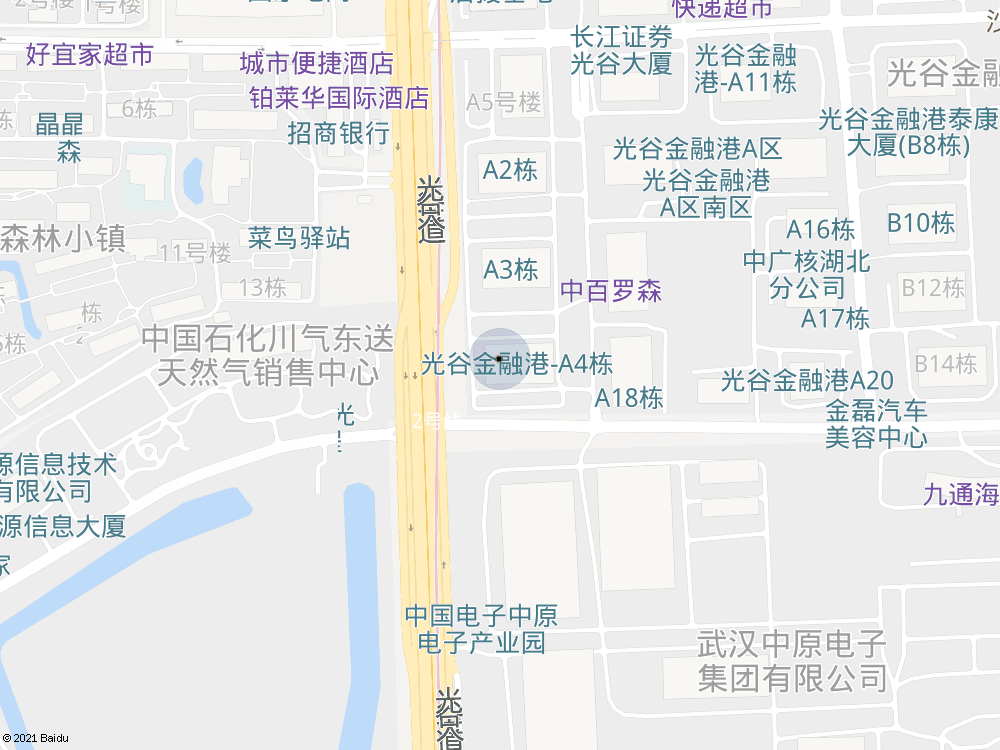 快递超市
长江证券
光谷大厦
光谷金融
港-A11栋
光谷金融
好宜家超市
城市便捷酒店
铂莱华国际酒店
招商银行
6栋
晶晶
森
A5号楼
光谷金融港泰康
大厦(B8栋)
光谷金融港A区
光谷金融港
A区南区
A2栋
光谷大道
森林小镇
11号楼
菜鸟驿站
A16栋
B10栋
中广核湖北
分公司
A3栋
中百罗森
13栋
B12栋
A17栋
栋
中国石化川气东送
天然气销售中心
光谷金融港-A4栋
B14栋
光谷金融港A20
A18栋
金磊汽车
美容中心
光
2号线
源信息技术
有限公司
源信息大厦
家
九通海
中国电子中原
电子产业园
武汉中原电子
集团有限公司
光谷大道
© 2021 Baidu